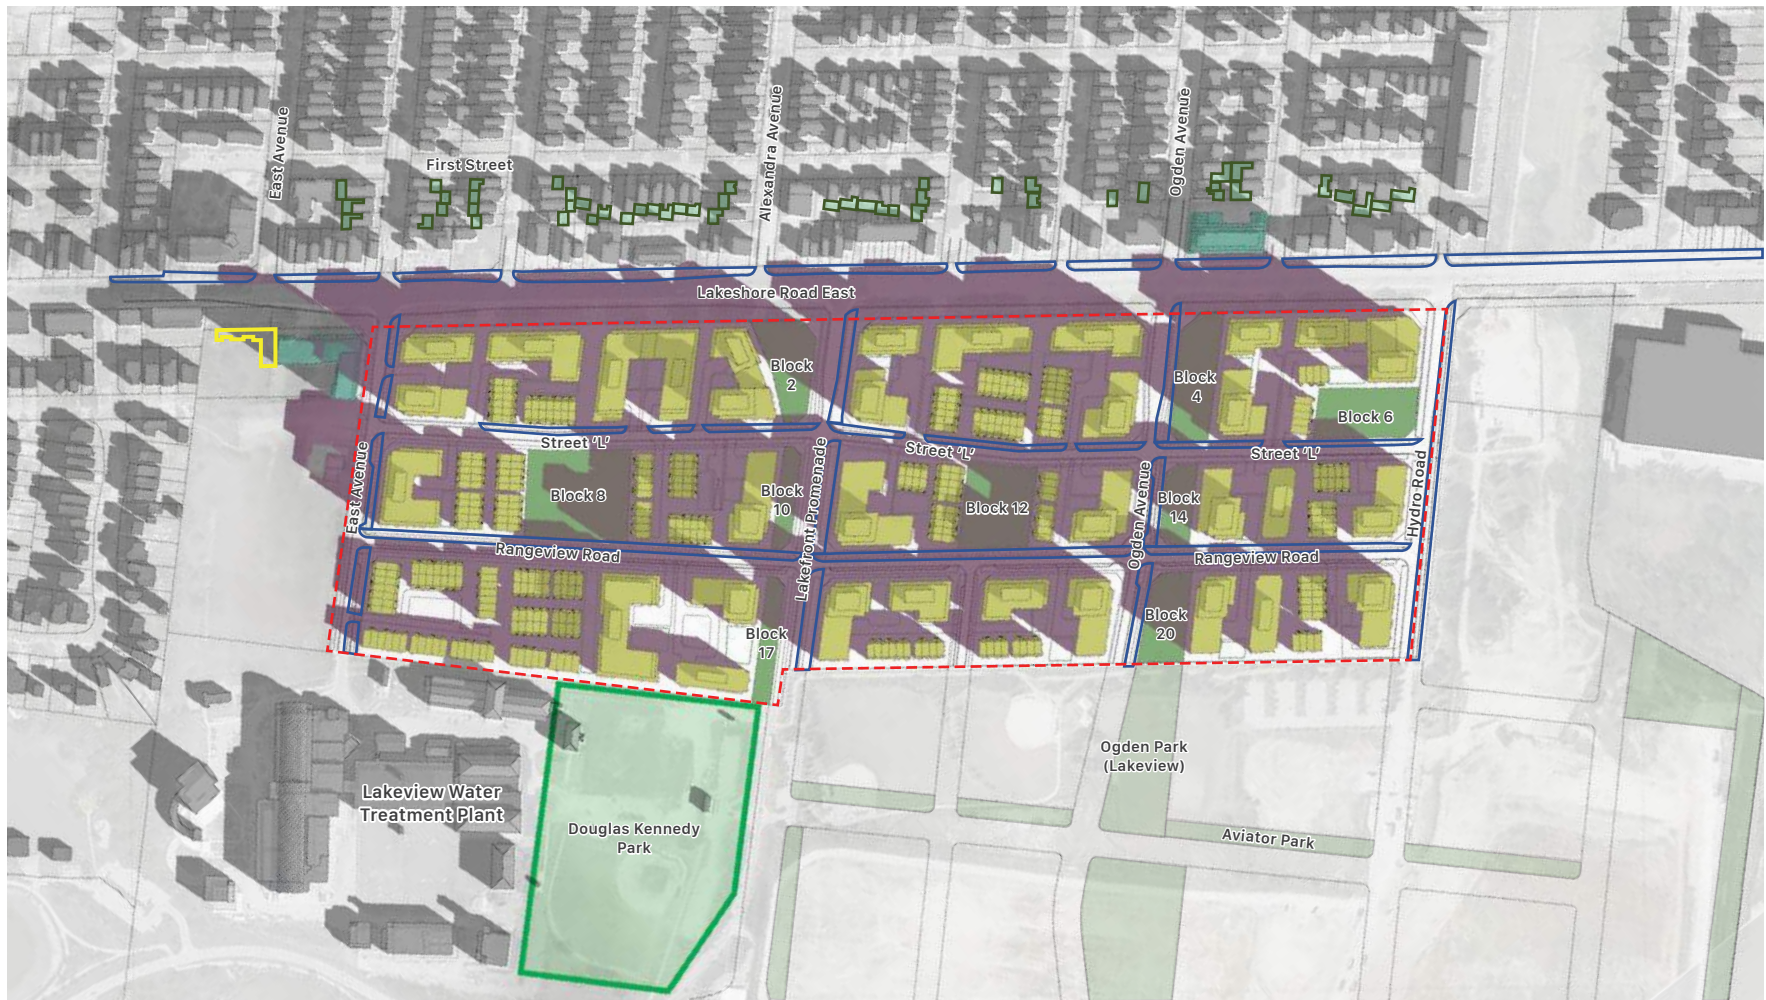 East Avenue
First Street
Alexandra Avenue
Ogden Avenue
Lakeshore Road East
Block
2
Block
4
Block 6
Street ‘L’
Street ‘L’
Street ‘L’
East Avenue
Block 8
Block
10
Lakefront Promenade
Block 12
Ogden Avenue
Block
14
Hydro Road
Rangeview Road
Rangeview Road
Block
17
Block
20
Lakeview Water
Treatment Plant
Douglas Kennedy
Park
Ogden Park
(Lakeview)
Aviator Park